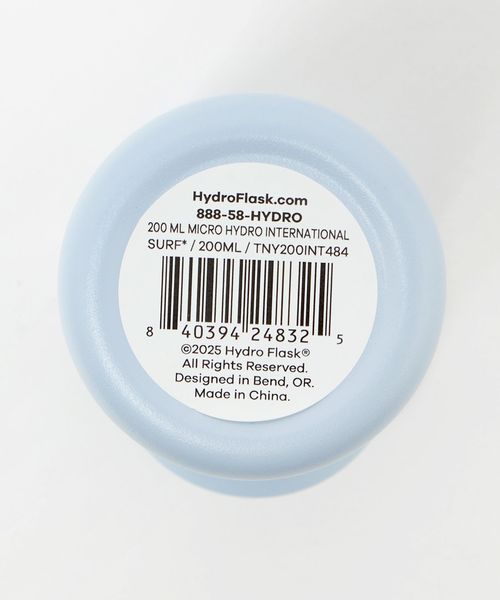 HydroFlask.com
888-58-HYDRO
200 ML MICRO HYDRO INTERNATIONAL
SURF* / 200ML / TNY200INT484
8 40394 24832 5
©2025 Hydro Flask®
All Rights Reserved.
Designed in Bend, OR.
Made in China.